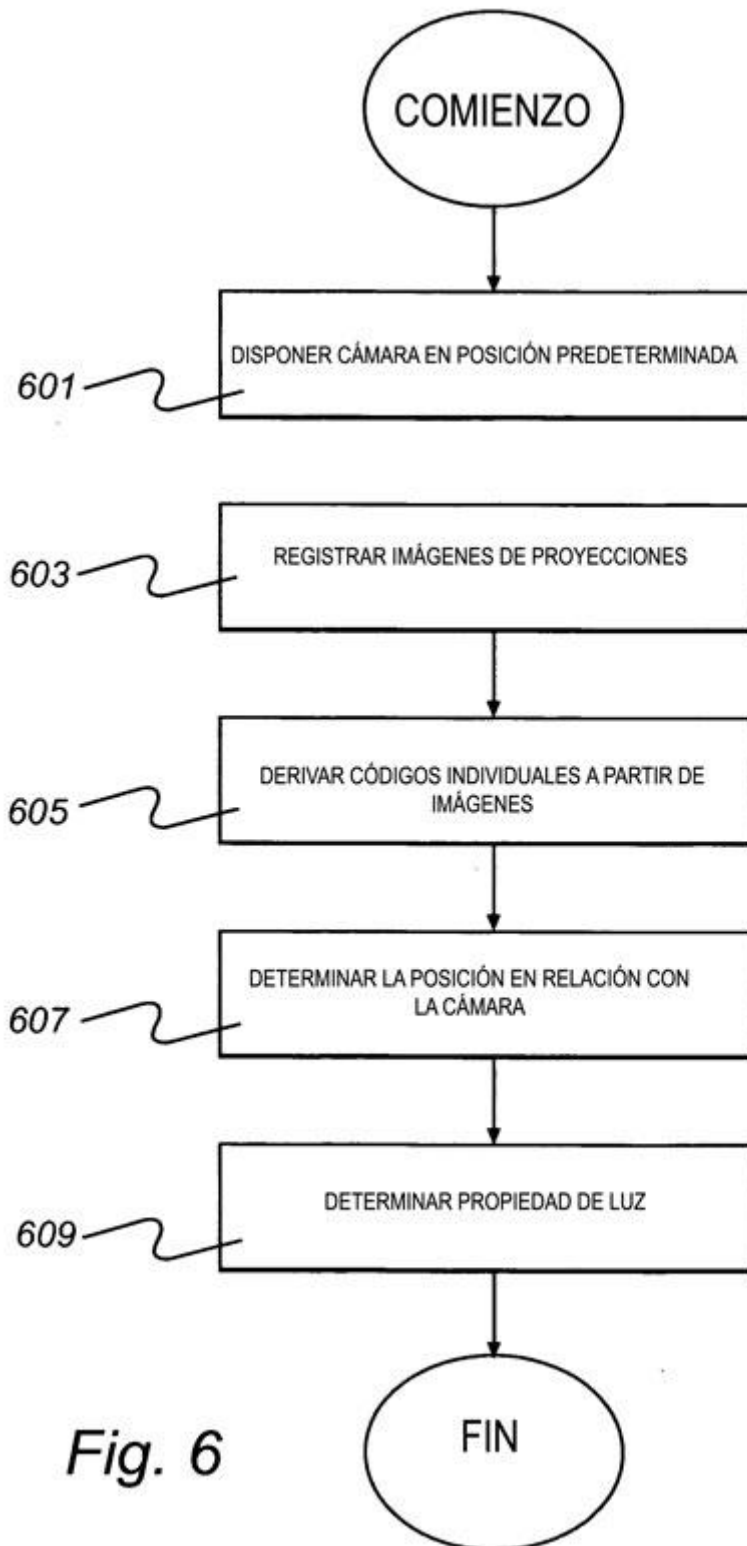 COMIENZO
DISPONER CÁMARA EN POSICIÓN PREDETERMINADA
601
REGISTRAR IMÁGENES DE PROYECCIONES
603
DERIVAR CÓDIGOS INDIVIDUALES A PARTIR DE
IMÁGENES
605
DETERMINAR LA POSICIÓN EN RELACIÓN CON
LA CÁMARA
607
DETERMINAR PROPIEDAD DE LUZ
609
FIN
Fig. 6